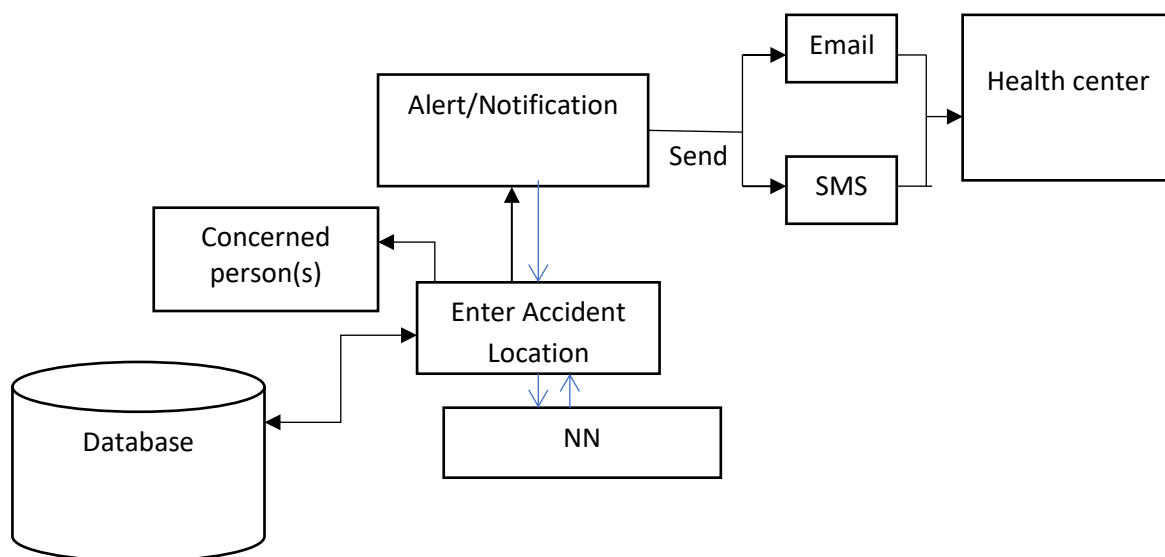 Email
Health center
Alert/Notification
Send
SMS
Concerned
person(s)
Enter Accident
Location
Database
NN